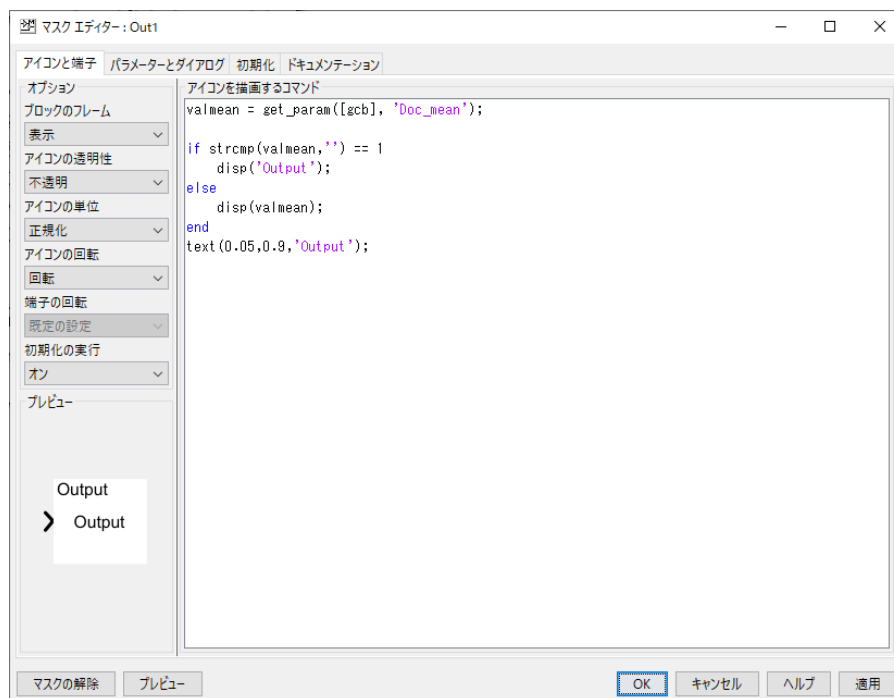 マスク エディター : Out1
アイコンと端子 パラメーターとダイアログ 初期化 ドキュメンテーション
オプション
ブロックのフレーム
表示
アイコンの透明性
不透明
アイコンの単位
正規化
アイコンの回転
回転
端子の回転
既定の設定
初期化の実行
オン
プレビュー
Output
Output
アイコンを描画するコマンド
valmean = get_param([gcb], 'Doc_mean');
if strcmp(valmean,'') == 1
disp('Output');
else
disp(valmean);
end
text(0.05,0.9,'Output');
マスクの解除 プレビュー OK キャンセル ヘルプ 適用